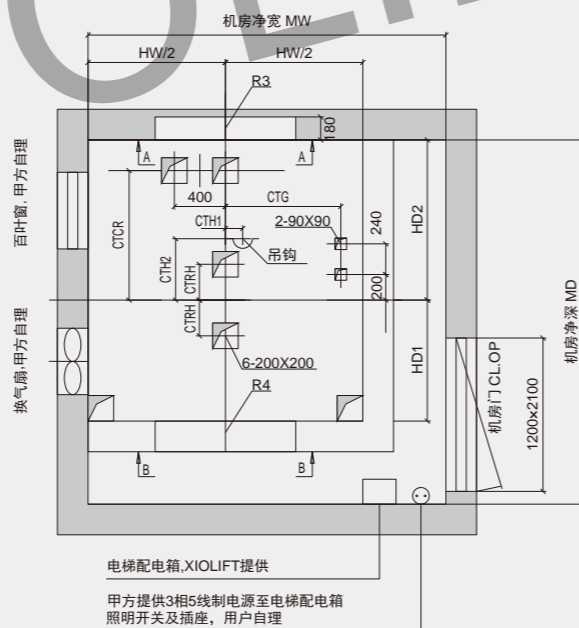 机房净宽 MW
HW/2
HW/2
R3
180
A
A
400
CTG
CTH1
2-90X90
240
HD2
百叶窗, 甲方自理
CTCR
CTH2
CTRH
吊钩
200
CTRH
机房净深 MD
换气扇,甲方自理
6-200X200
HD1
R4
机房门 CL.OP
1200×2100
B
B
电梯配电箱,XIOLIFT提供
甲方提供3相5线制电源至电梯配电箱
照明开关及插座，用户自理